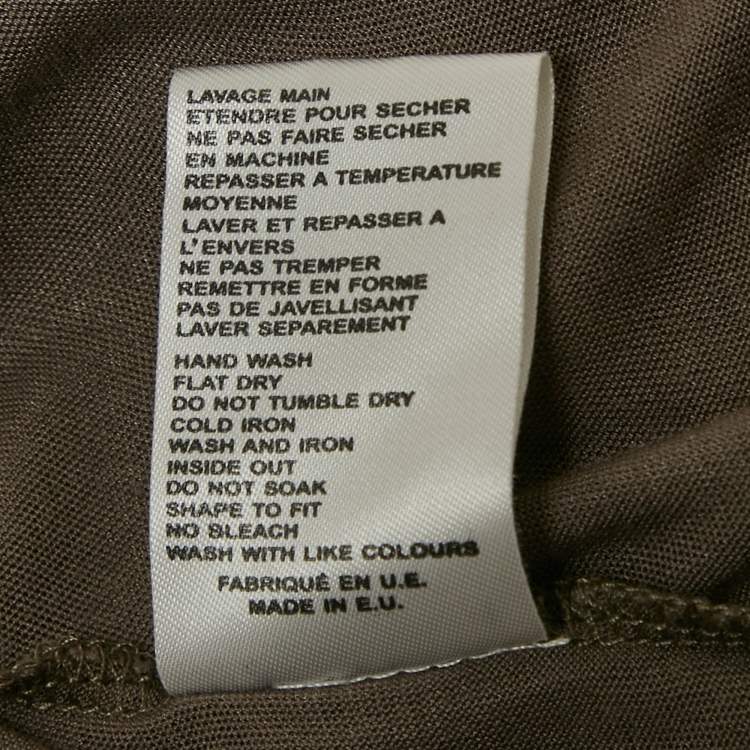 LAVAGE MAIN
ETENDRE POUR SECHER
NE PAS FAIRE SECHER
EN MACHINE
REPASSER A TEMPERATURE
MOYENNE
LAVER ET REPASSER A
L'ENVERS
NE PAS TREMPER
REMETTRE EN FORME
PAS DE JAVELLISANT
LAVER SEPAREMENT
HAND WASH
FLAT DRY
DO NOT TUMBLE DRY
COLD IRON
WASH AND IRON
INSIDE OUT
DO NOT SOAK
SHAPE TO FIT
NO BLEACH
WASH WITH LIKE COLOURS
FABRIQUÉ EN U.E.
MADE IN E.U.